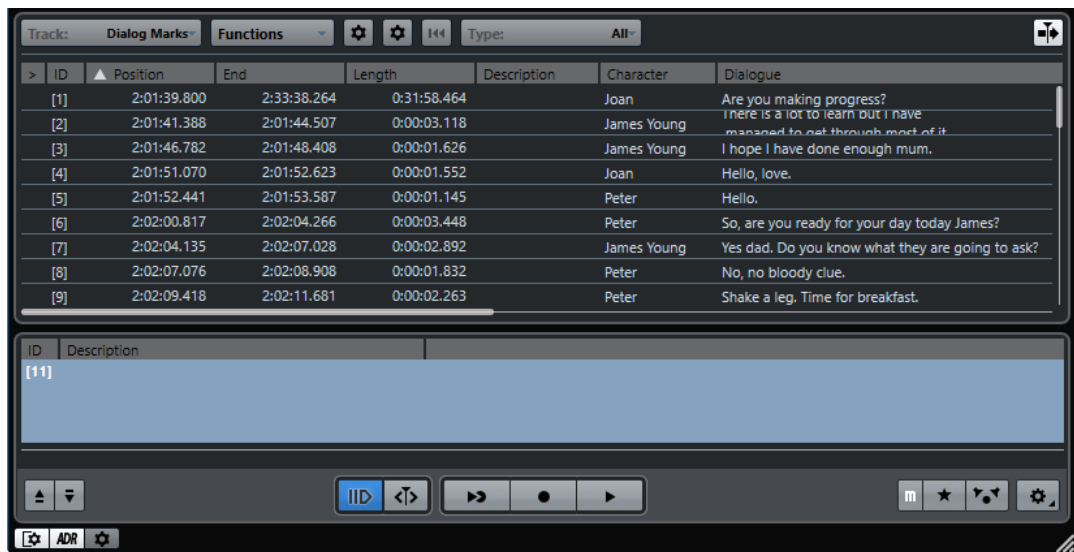 Track: Dialog Marks Functions Type: All
> ID Position End Length Description Character Dialogue
[1] 2:01:39.800 2:33:38.264 0:31:58.464 Joan Are you making progress?
[2] 2:01:41.388 2:01:44.507 0:00:03.118 James Young There is a lot to learn but I have
managed to get through most of it
[3] 2:01:46.782 2:01:48.408 0:00:01.626 James Young I hope I have done enough mum.
[4] 2:01:51.070 2:01:52.623 0:00:01.552 Joan Hello, love.
[5] 2:01:52.441 2:01:53.587 0:00:01.145 Peter Hello.
[6] 2:02:00.817 2:02:04.266 0:00:03.448 Peter So, are you ready for your day today James?
[7] 2:02:04.135 2:02:07.028 0:00:02.892 James Young Yes dad. Do you know what they are going to ask?
[8] 2:02:07.076 2:02:08.908 0:00:01.832 Peter No, no bloody clue.
[9] 2:02:09.418 2:02:11.681 0:00:02.263 Peter Shake a leg. Time for breakfast.
ID Description
[11]
m
ADR